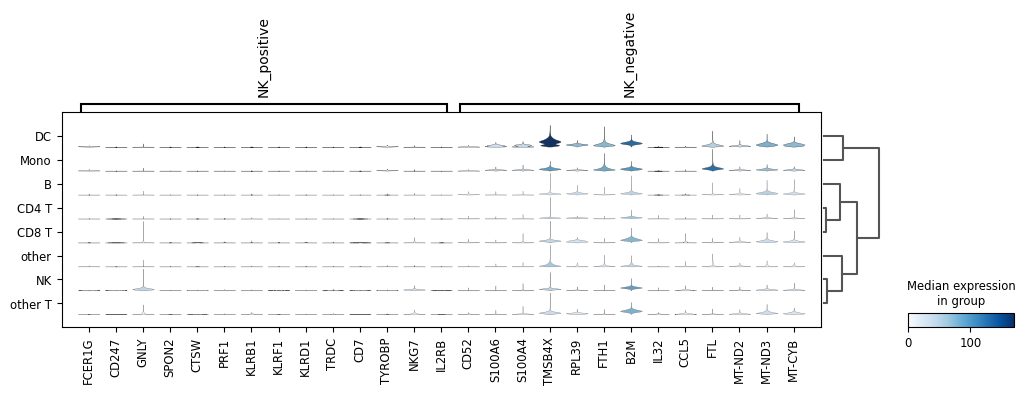 NK_positive
NK_negative
DC
Mono
B
CD4 T
CD8 T
other
NK
other T
FCER1G
CD247
GNLY
SPON2
CTSW
PRF1
KLRB1
KLRF1
KLRD1
TRDC
CD7
TYROBP
NKG7
IL2RB
CD52
S100A6
S100A4
TMSB4X
RPL39
FTH1
B2M
IL32
CCL5
FTL
MT-ND2
MT-ND3
MT-CYB
Median expression
in group
0 100